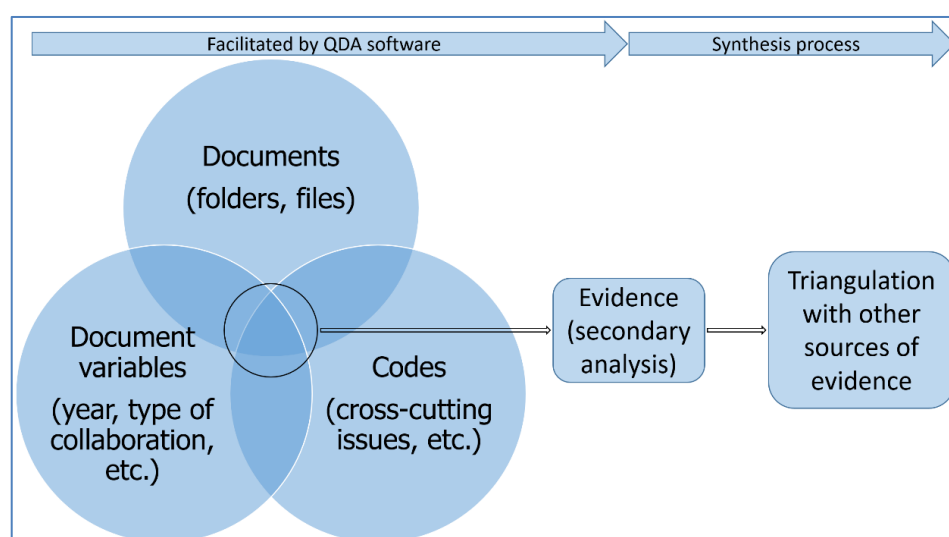 Facilitated by QDA software
Synthesis process
Documents
(folders, files)
Document
variables
(year, type of
collaboration,
etc.)
Codes
(cross-cutting
issues, etc.)
Evidence
(secondary
analysis)
Triangulation
with other
sources of
evidence